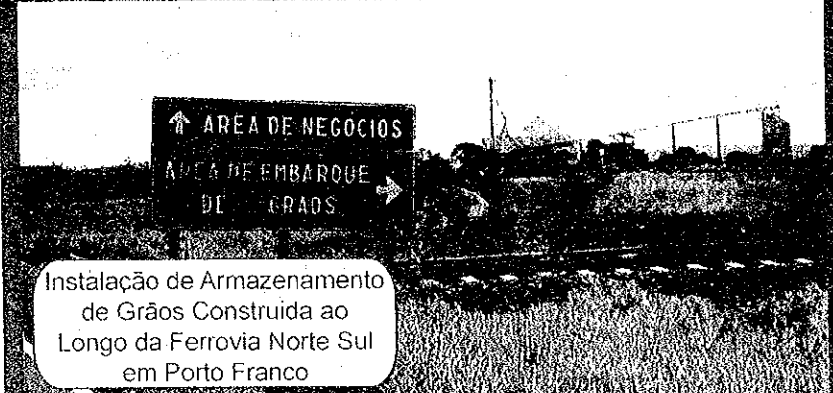 AREA DE NEGÓCIOS
AREA DE EMBARQUE
DE GRAOS
Instalação de Armazenamento
de Grãos Construida ao
Longo da Ferrovia Norte Sul
em Porto Franco